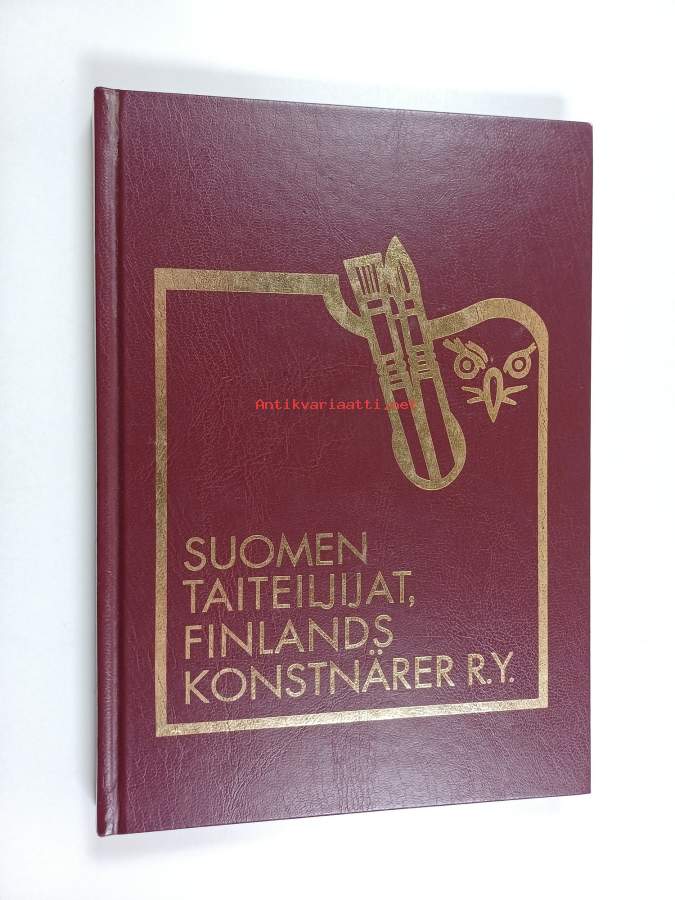 Antikvariaatti.net
SUOMEN
TAITEILIJAT,
FINLANDS
KONSTNÄRER R.Y.